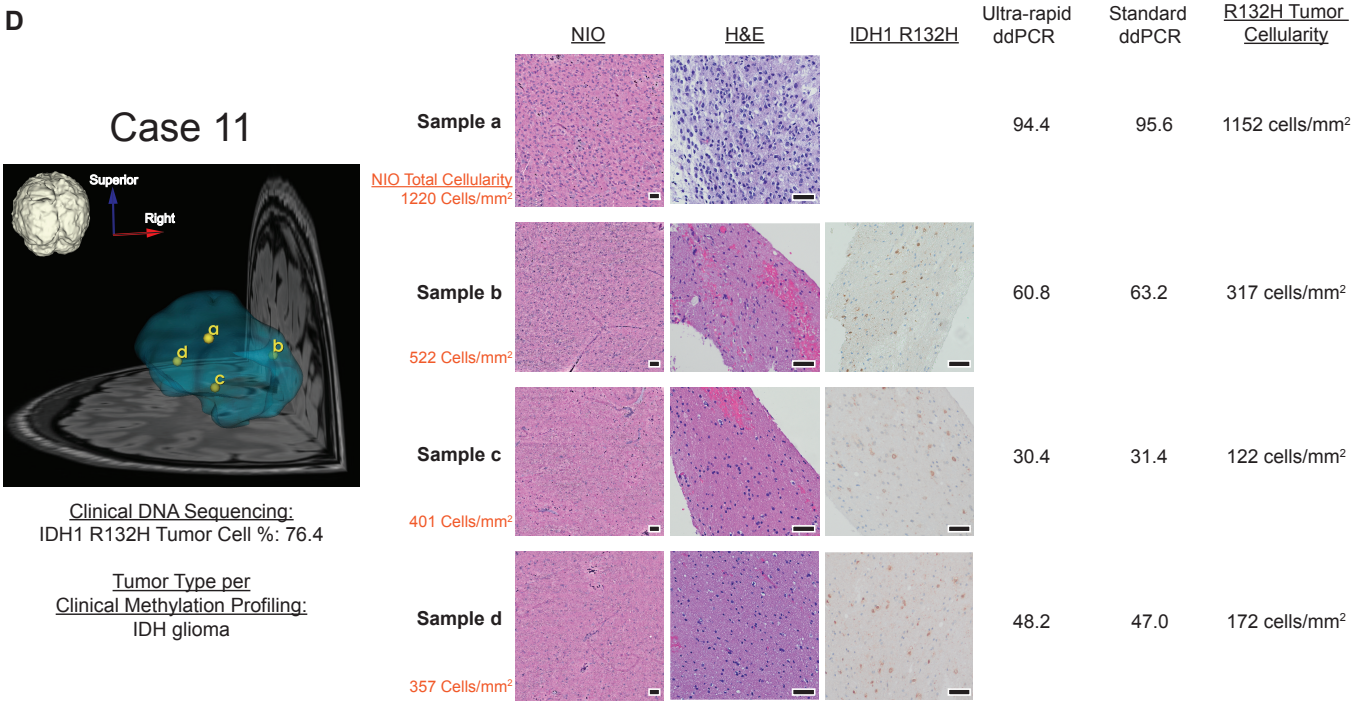 D
NIO
H&E
IDH1 R132H
Ultra-rapid
ddPCR
Standard
ddPCR
R132H Tumor
Cellularity
Case 11
Superior
Right
a
b
c
d
Clinical DNA Sequencing:
IDH1 R132H Tumor Cell %: 76.4
Tumor Type per
Clinical Methylation Profiling:
IDH glioma
Sample a
NIO Total Cellularity
1220 Cells/mm²
94.4
95.6
1152 cells/mm²
Sample b
522 Cells/mm²
60.8
63.2
317 cells/mm²
Sample c
401 Cells/mm²
30.4
31.4
122 cells/mm²
Sample d
357 Cells/mm²
48.2
47.0
172 cells/mm²